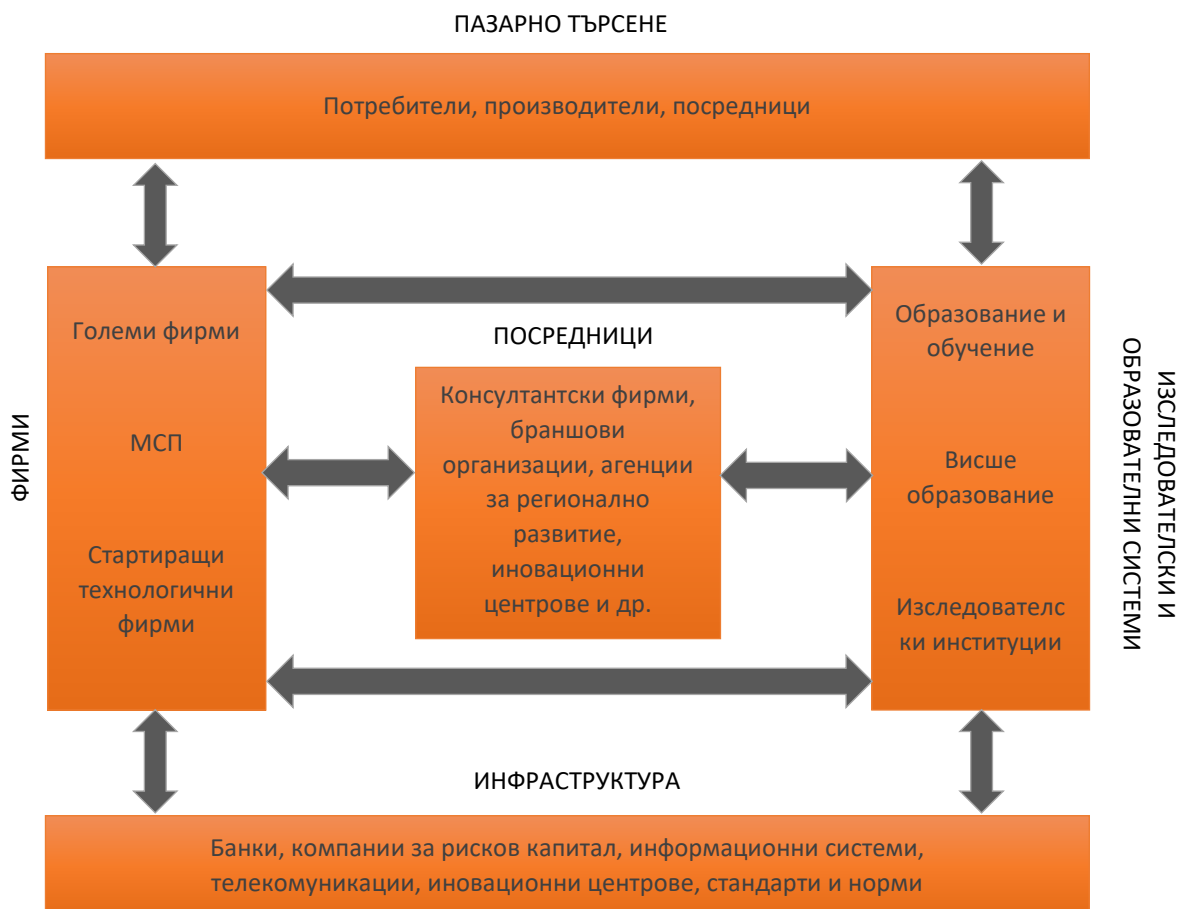 ПАЗАРНО ТЪРСЕНЕ
Потребители, производители, посредници
ФИРМИ
Големи фирми
МСП
Стартиращи
технологични
фирми
ПОСРЕДНИЦИ
Консултантски фирми,
браншови
организации, агенции
за регионално
развитие,
иновационни
центрове и др.
Образование и
обучение
Висше
образование
Изследователс
ки институции
ИЗСЛЕДОВАТЕЛСКИ И
ОБРАЗОВАТЕЛНИ СИСТЕМИ
ИНФРАСТРУКТУРА
Банки, компании за рисков капитал, информационни системи,
телекомуникации, иновационни центрове, стандарти и норми